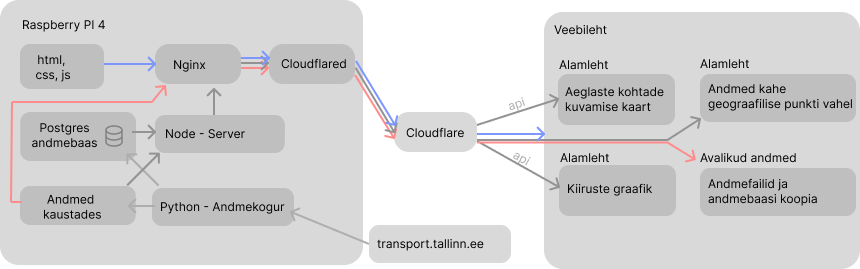 Raspberry PI 4
html,
css, js
Nginx
Cloudflared
Postgres
andmebaas
Node - Server
Andmed
kaustades
Python - Andmekogur
transport.tallinn.ee
Cloudflare
api
api
Veebileht
Alamleht
Aeglaste kohtade
kuvamise kaart
Alamleht
Andmed kahe
geograafilise punkti vahel
Alamleht
Kiiruste graafik
Avalikud andmed
Andmefailid ja
andmebaasi koopia